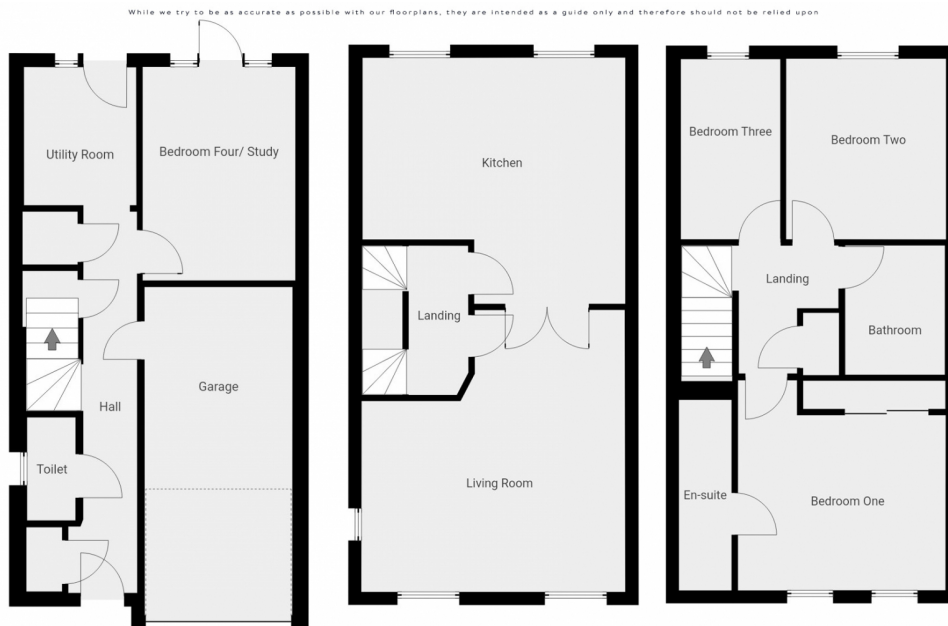 While we try to be as accurate as possible with our floorplans, they are intended as a guide only and therefore should not be relied upon
Utility Room
Bedroom Four/ Study
Hall
Garage
Toilet
Kitchen
Landing
Living Room
Bedroom Three
Bedroom Two
Landing
Bathroom
En-suite
Bedroom One